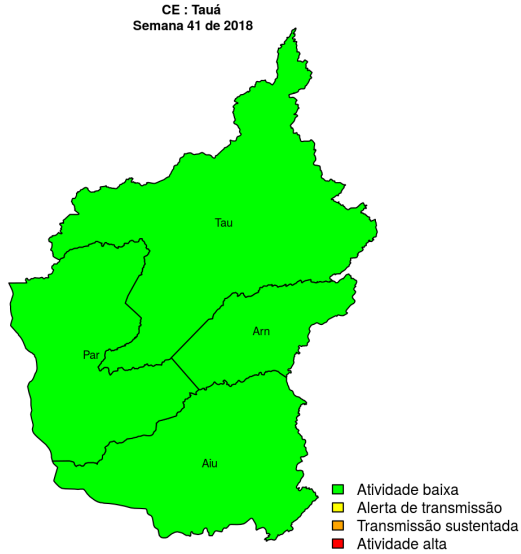 CE : Tauá
Semana 41 de 2018
Tau
Arn
Par
Aiu
Atividade baixa
Alerta de transmissão
Transmissão sustentada
Atividade alta